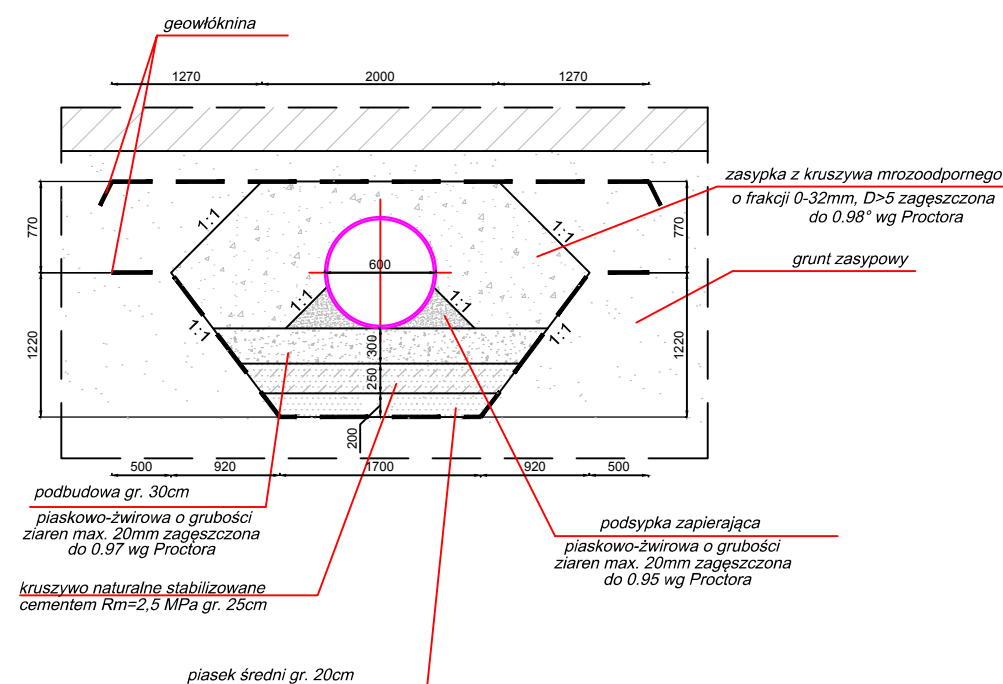 geowłóknina
1270 2000 1270
zasypka z kruszywa mrozoodpornego
o frakcji 0-32mm, D>5 zagęszczona
do 0.98° wg Proctora
770
1:1
1:1
770
grunt zasypowy
600
1:1
1:1
1:1
1:1
1220
300
1220
250
200
500 920 1700 920 500
podbudowa gr. 30cm
piaskowo-żwirowa o grubości
ziaren max. 20mm zagęszczona
do 0.97 wg Proctora
podsypka zapierająca
piaskowo-żwirowa o grubości
ziaren max. 20mm zagęszczona
do 0.95 wg Proctora
kruszywo naturalne stabilizowane
cementem Rm=2,5 MPa gr. 25cm
piasek średni gr. 20cm